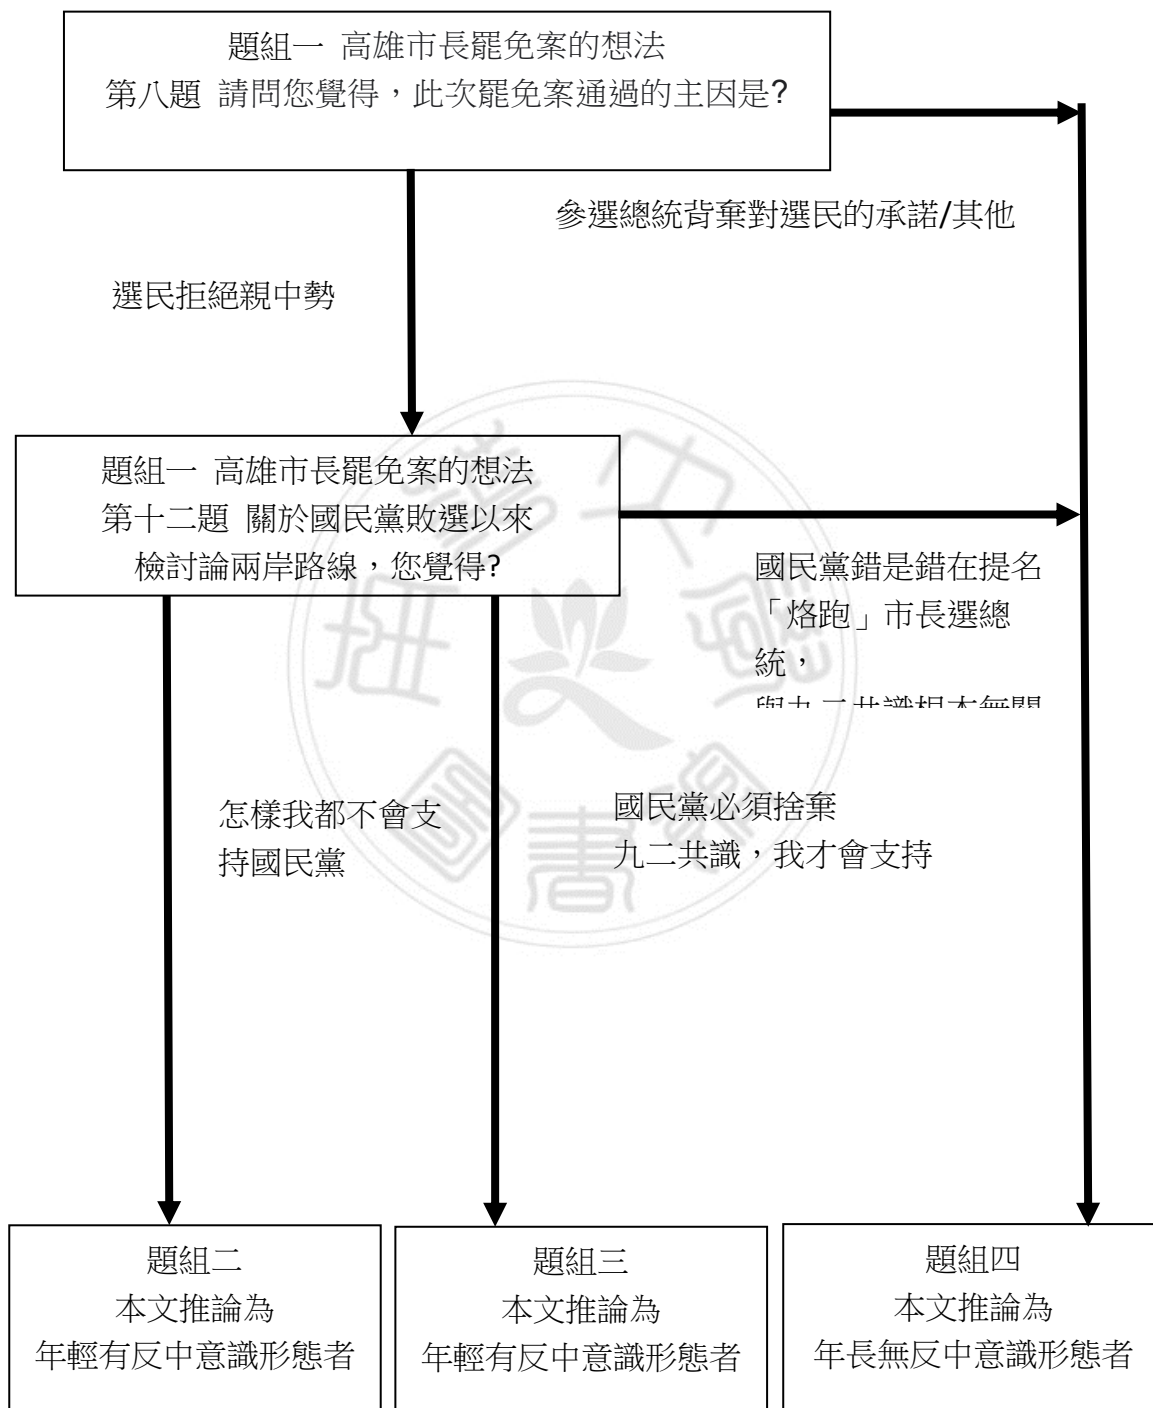 題組一 高雄市長罷免案的想法
第八題 請問您覺得，此次罷免案通過的主因是?
參選總統背棄對選民的承諾/其他
選民拒絕親中勢
題組一 高雄市長罷免案的想法
第十二題 關於國民黨敗選以來
檢討論兩岸路線，您覺得?
國民黨錯是錯在提名
「烙跑」市長選總
統，
與九二共識根本無關
怎樣我都不會支
持國民黨
國民黨必須捨棄
九二共識，我才會支持
題組二
本文推論為
年輕有反中意識形態者
題組三
本文推論為
年輕有反中意識形態者
題組四
本文推論為
年長無反中意識形態者